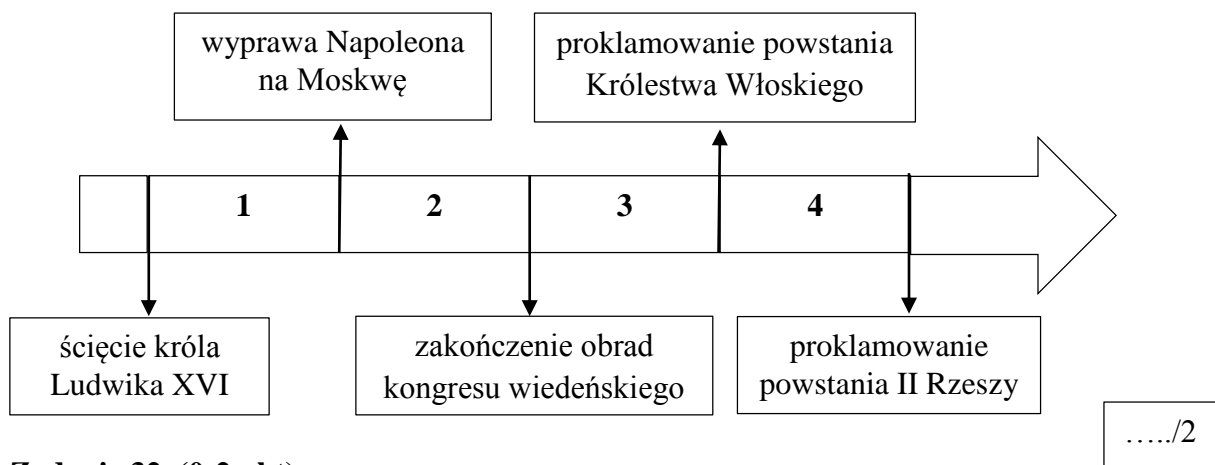 wyprawa Napoleona
na Moskwę
proklamowanie powstania
Królestwa Włoskiego
1
2
3
4
ścięcie króla
Ludwika XVI
zakończenie obrad
kongresu wiedeńskiego
proklamowanie
powstania II Rzeszy
…../2